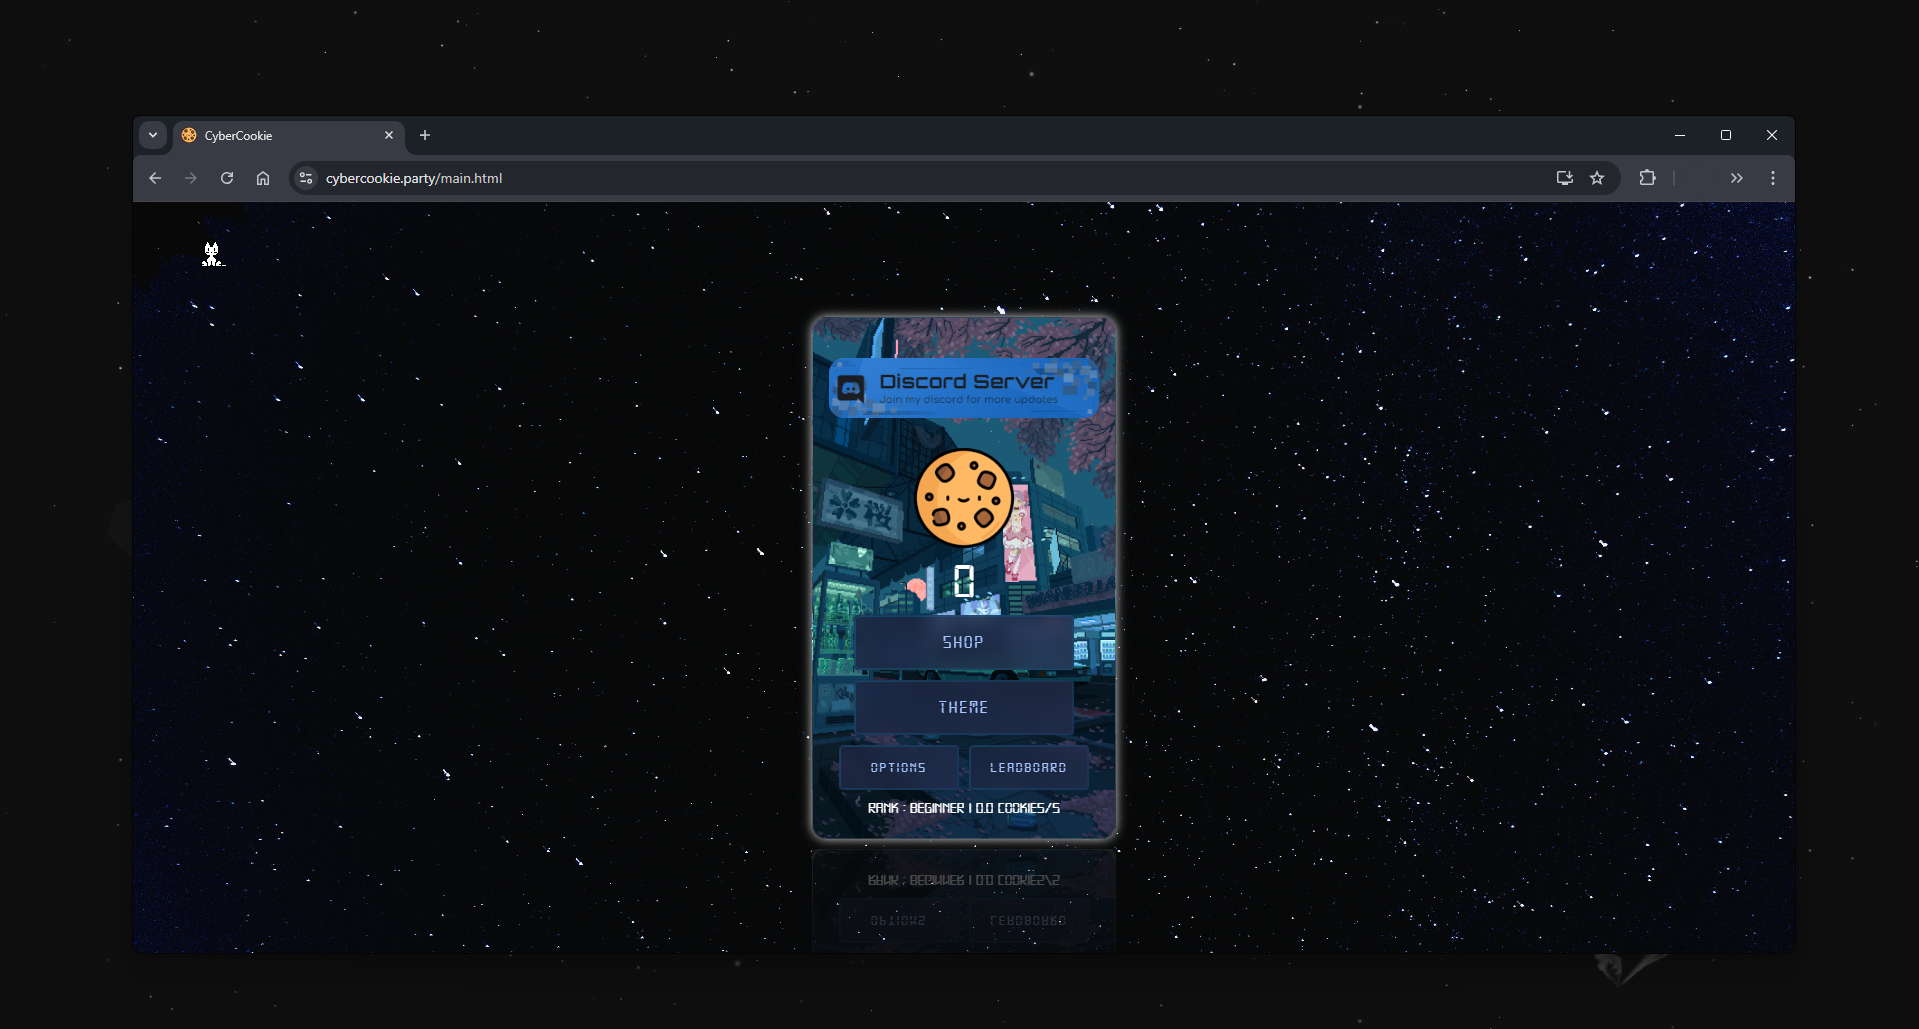 CyberCookie
cybercookie.party/main.html
Discord Server
Join my discord for more updates
桜
0
SHOP
THEME
OPTIONS
LEADBOARD
RANK : BEGINNER | 0.0 COOKIES/S